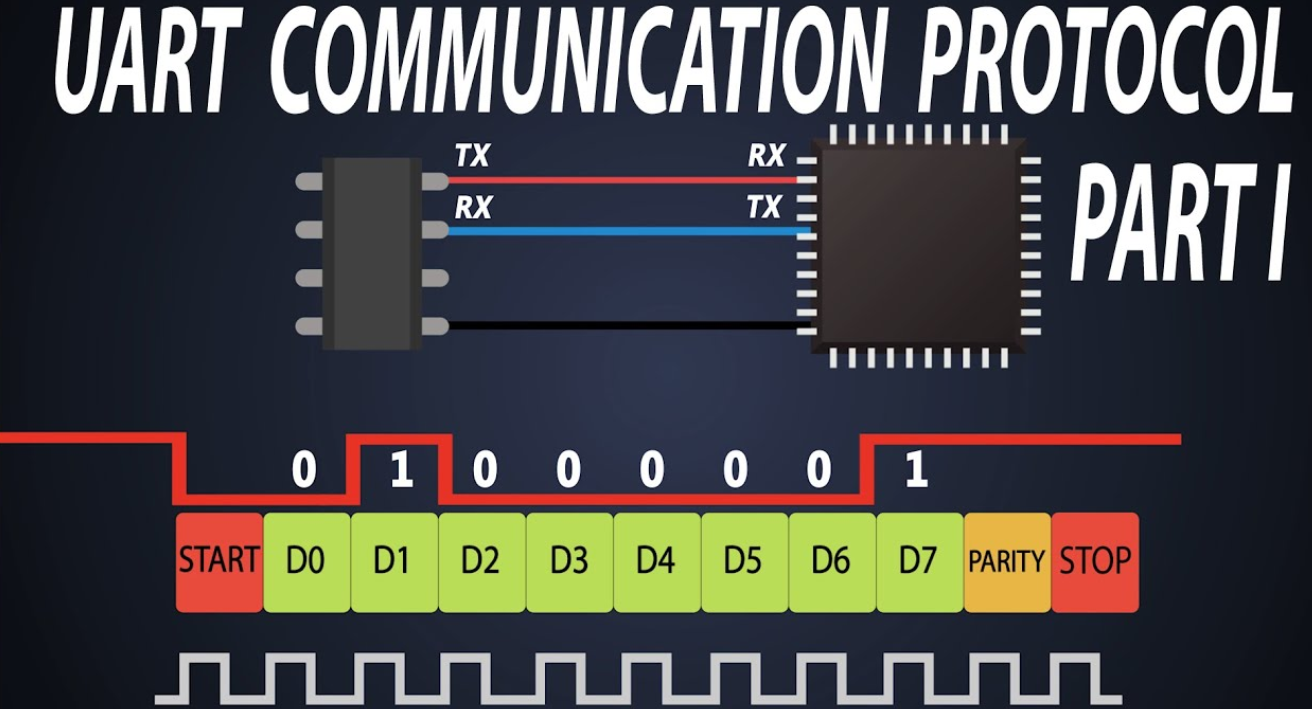 UART COMMUNICATION PROTOCOL
PART I
TX RX
RX TX
0 1 0 0 0 0 0 1
START D0 D1 D2 D3 D4 D5 D6 D7 PARITY STOP